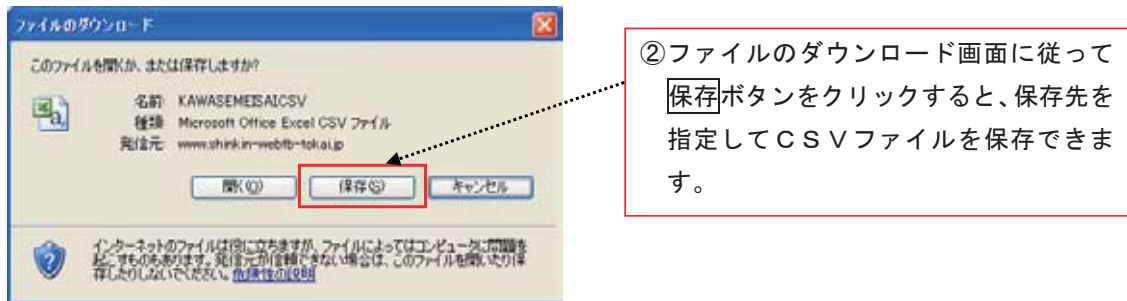 ファイルのダウンロード
このファイルを開くか、または保存しますか?
名前 KAWASEMEISAICSV
種類 Microsoft Office Excel CSV ファイル
発信元 www.shinkin-webfb-tokai.jp
開く(O) 保存(S) キャンセル
インターネットのファイルは役に立ちますが、ファイルによってはコンピュータに問題を
起こすものもあります。発信元が信頼できない場合は、このファイルを開いたり保
存したりしないでください。危険性の説明
②ファイルのダウンロード画面に従って
保存ボタンをクリックすると、保存先を
指定してCSVファイルを保存できま
す。